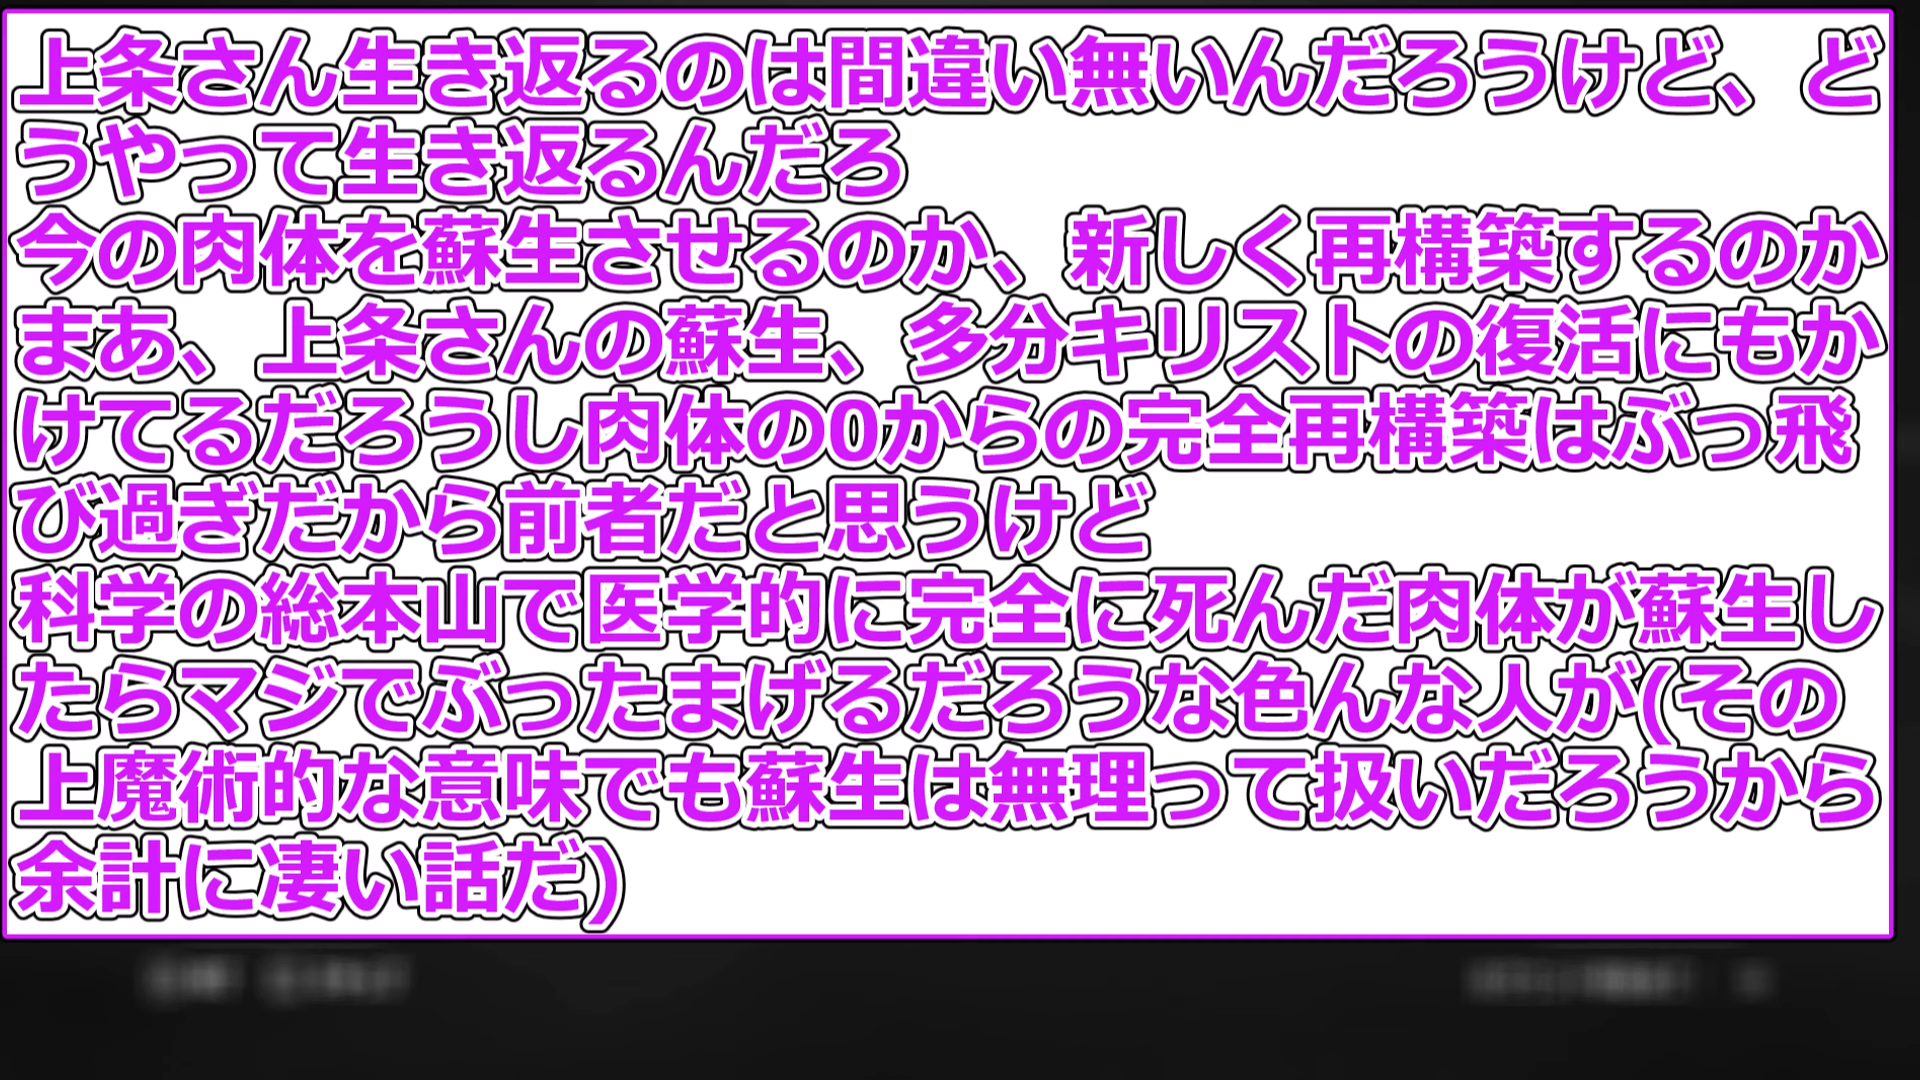 上条さん生き返るのは間違い無いんだろうけど、ど
うやって生き返るんだろ
今の肉体を蘇生させるのか、新しく再構築するのか
まあ、上条さんの蘇生、多分キリストの復活にもか
けてるだろうし肉体の0からの完全再構築はぶっ飛
び過ぎだから前者だと思うけど
科学の総本山で医学的に完全に死んだ肉体が蘇生し
たらマジでぶったまげるだろうな色んな人が(その
上魔術的な意味でも蘇生は無理って扱いだろうから
余計に凄い話だ)